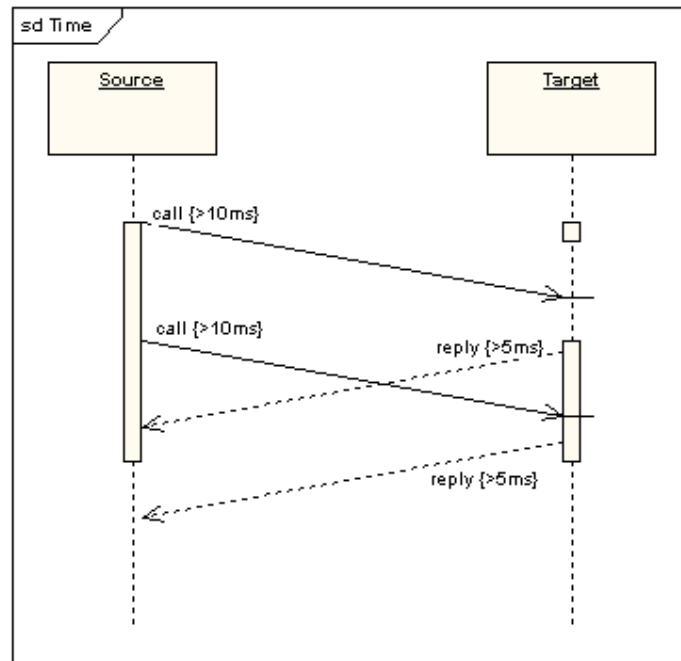 sd Time
Source
Target
call {>10ms}
call {>10ms}
reply {>5ms}
reply {>5ms}